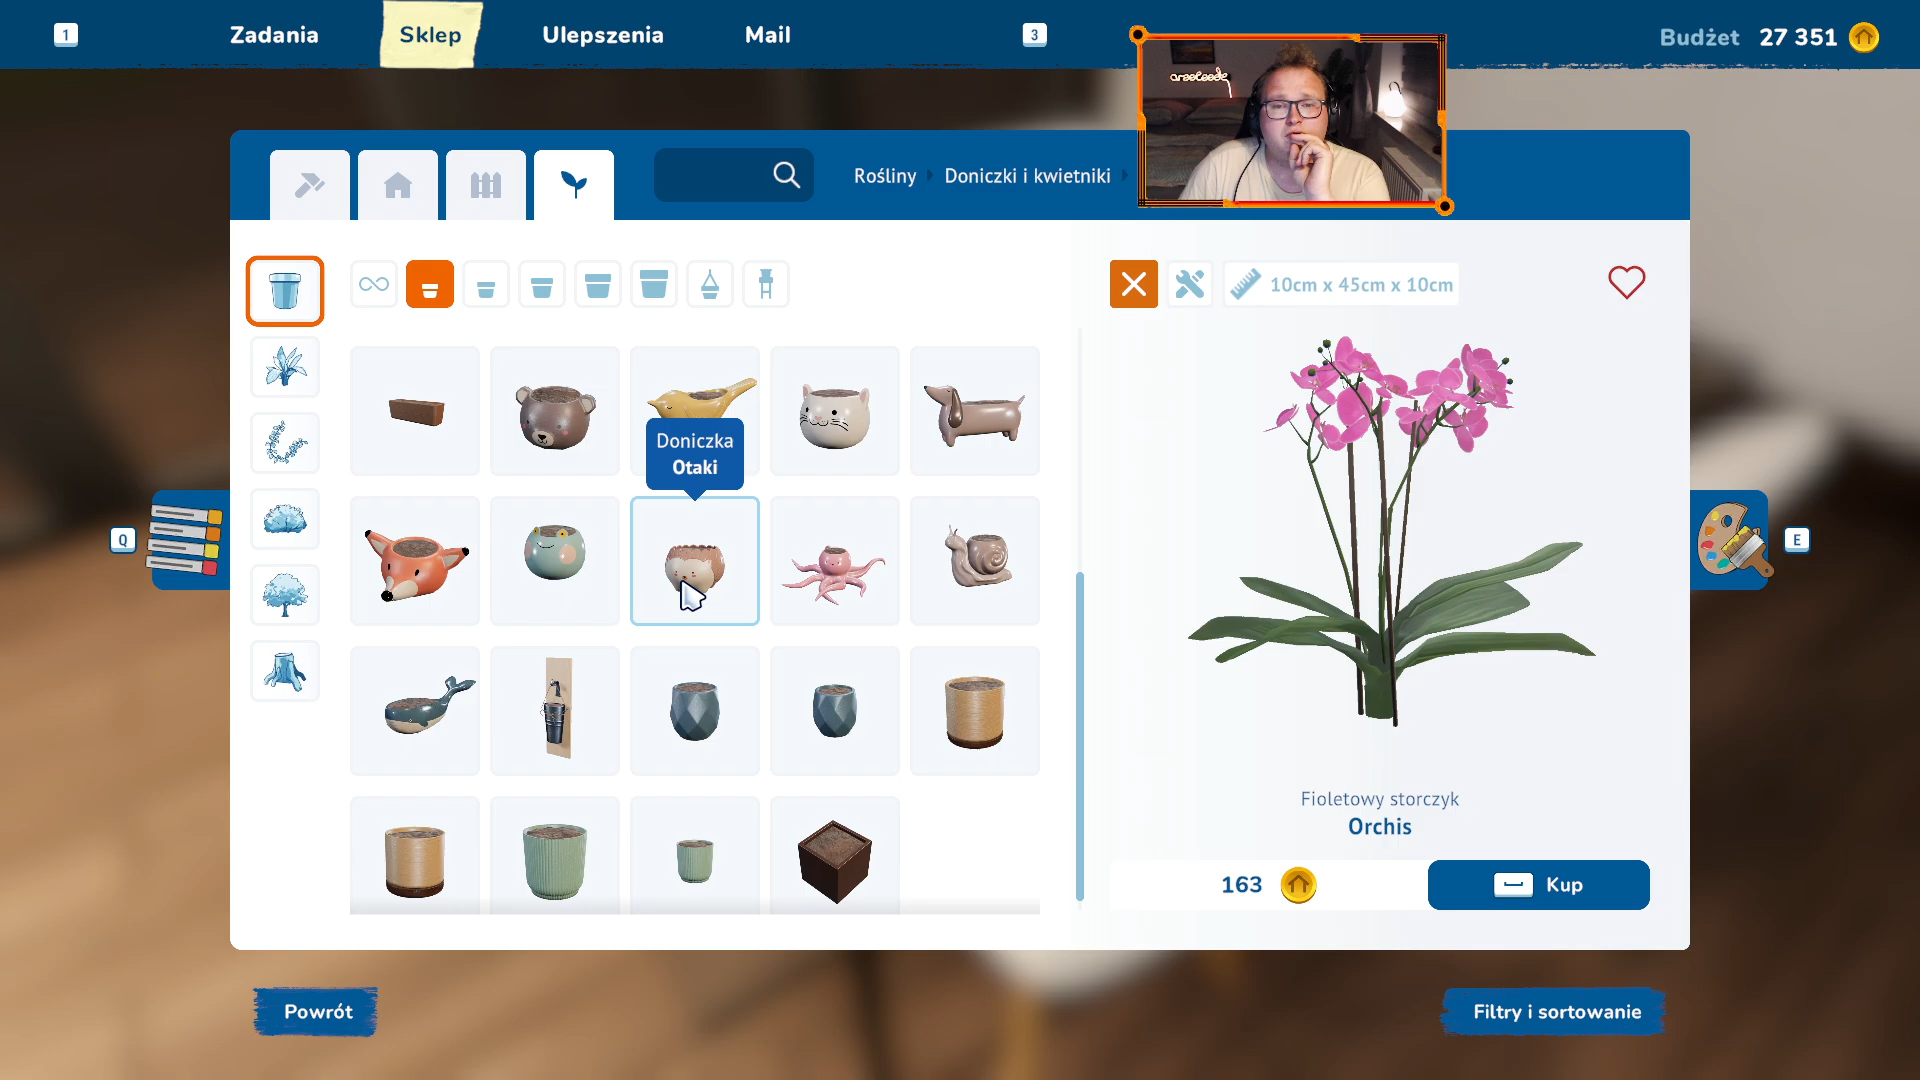 1
Zadania
Sklep
Ulepszenia
Mail
3
Budżet 27 351
Rośliny
Doniczki i kwietniki
10cm x 45cm x 10cm
Doniczka
Otaki
Q
E
Fioletowy storczyk
Orchis
163
Kup
Powrót
Filtry i sortowanie